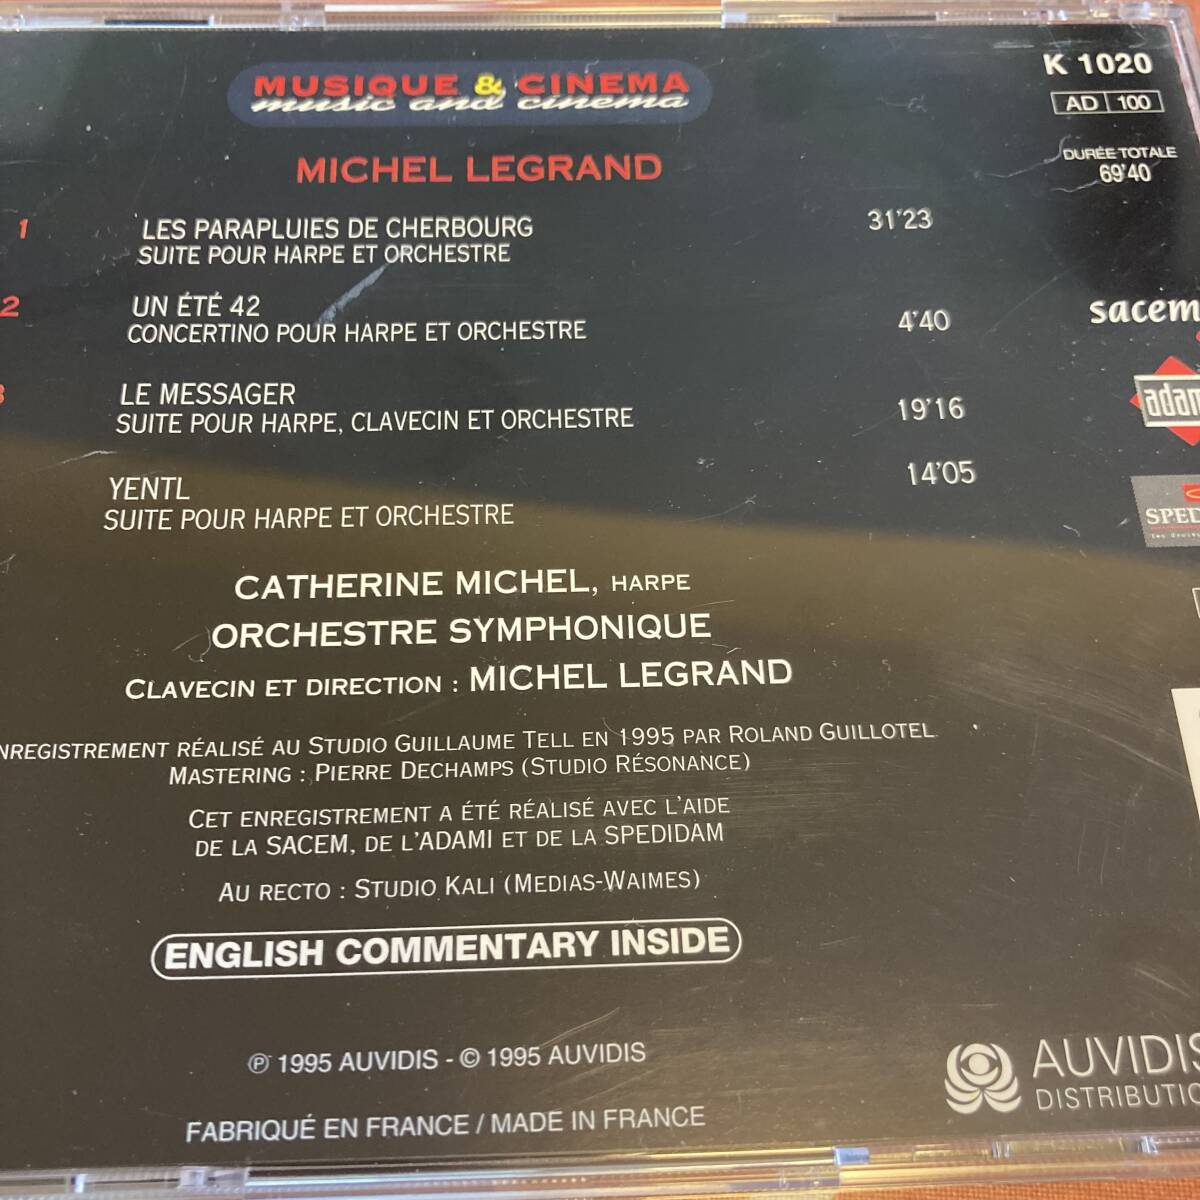 K 1020
AD 100
DURÉE TOTALE
69'40
MUSIQUE & CINEMA
music and cinema
MICHEL LEGRAND
1 LES PARAPLUIES DE CHERBOURG 31'23
SUITE POUR HARPE ET ORCHESTRE
2 UN ÉTÉ 42 4'40
CONCERTINO POUR HARPE ET ORCHESTRE
3 LE MESSAGER 19'16
SUITE POUR HARPE, CLAVECIN ET ORCHESTRE
YENTL 14'05
SUITE POUR HARPE ET ORCHESTRE
sacem
adam
SPED
CATHERINE MICHEL, HARPE
ORCHESTRE SYMPHONIQUE
CLAVECIN ET DIRECTION : MICHEL LEGRAND
NREGISTREMENT RÉALISÉ AU STUDIO GUILLAUME TELL EN 1995 PAR ROLAND GUILLOTEL
MASTERING : PIERRE DECHAMPS (STUDIO RÉSONANCE)
CET ENREGISTREMENT A ÉTÉ RÉALISÉ AVEC L'AIDE
DE LA SACEM, DE L'ADAMI ET DE LA SPEDIDAM
AU RECTO : STUDIO KALI (MEDIAS-WAIMES)
ENGLISH COMMENTARY INSIDE
℗ 1995 AUVIDIS - © 1995 AUVIDIS
FABRIQUÉ EN FRANCE / MADE IN FRANCE
AUVIDIS
DISTRIBUTIO